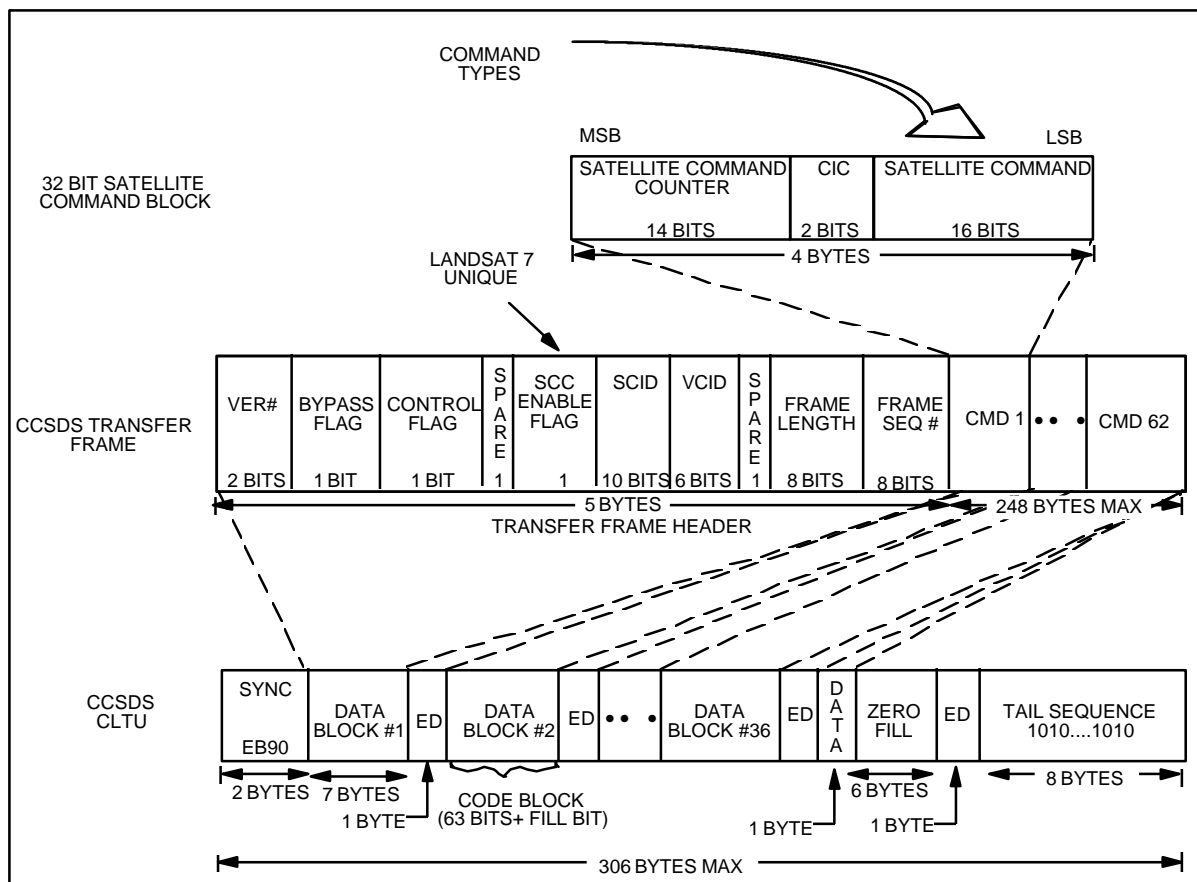 COMMAND
TYPES
MSB
LSB
32 BIT SATELLITE
COMMAND BLOCK
SATELLITE COMMAND
COUNTER
14 BITS
CIC
2 BITS
SATELLITE COMMAND
16 BITS
4 BYTES
LANDSAT 7
UNIQUE
CCSDS TRANSFER
FRAME
VER#
2 BITS
BYPASS
FLAG
1 BIT
CONTROL
FLAG
1 BIT
SPARE
1
SCC
ENABLE
FLAG
1
SCID
10 BITS
VCID
6 BITS
SPARE
1
FRAME
LENGTH
8 BITS
FRAME
SEQ #
8 BITS
CMD 1
• • •
CMD 62
5 BYTES
TRANSFER FRAME HEADER
248 BYTES MAX
CCSDS
CLTU
SYNC
EB90
DATA
BLOCK #1
ED
DATA
BLOCK #2
ED
• • •
DATA
BLOCK #36
ED
DATA
ZERO
FILL
ED
TAIL SEQUENCE
1010....1010
2 BYTES
7 BYTES
1 BYTE
CODE BLOCK
(63 BITS+ FILL BIT)
1 BYTE
6 BYTES
1 BYTE
8 BYTES
306 BYTES MAX